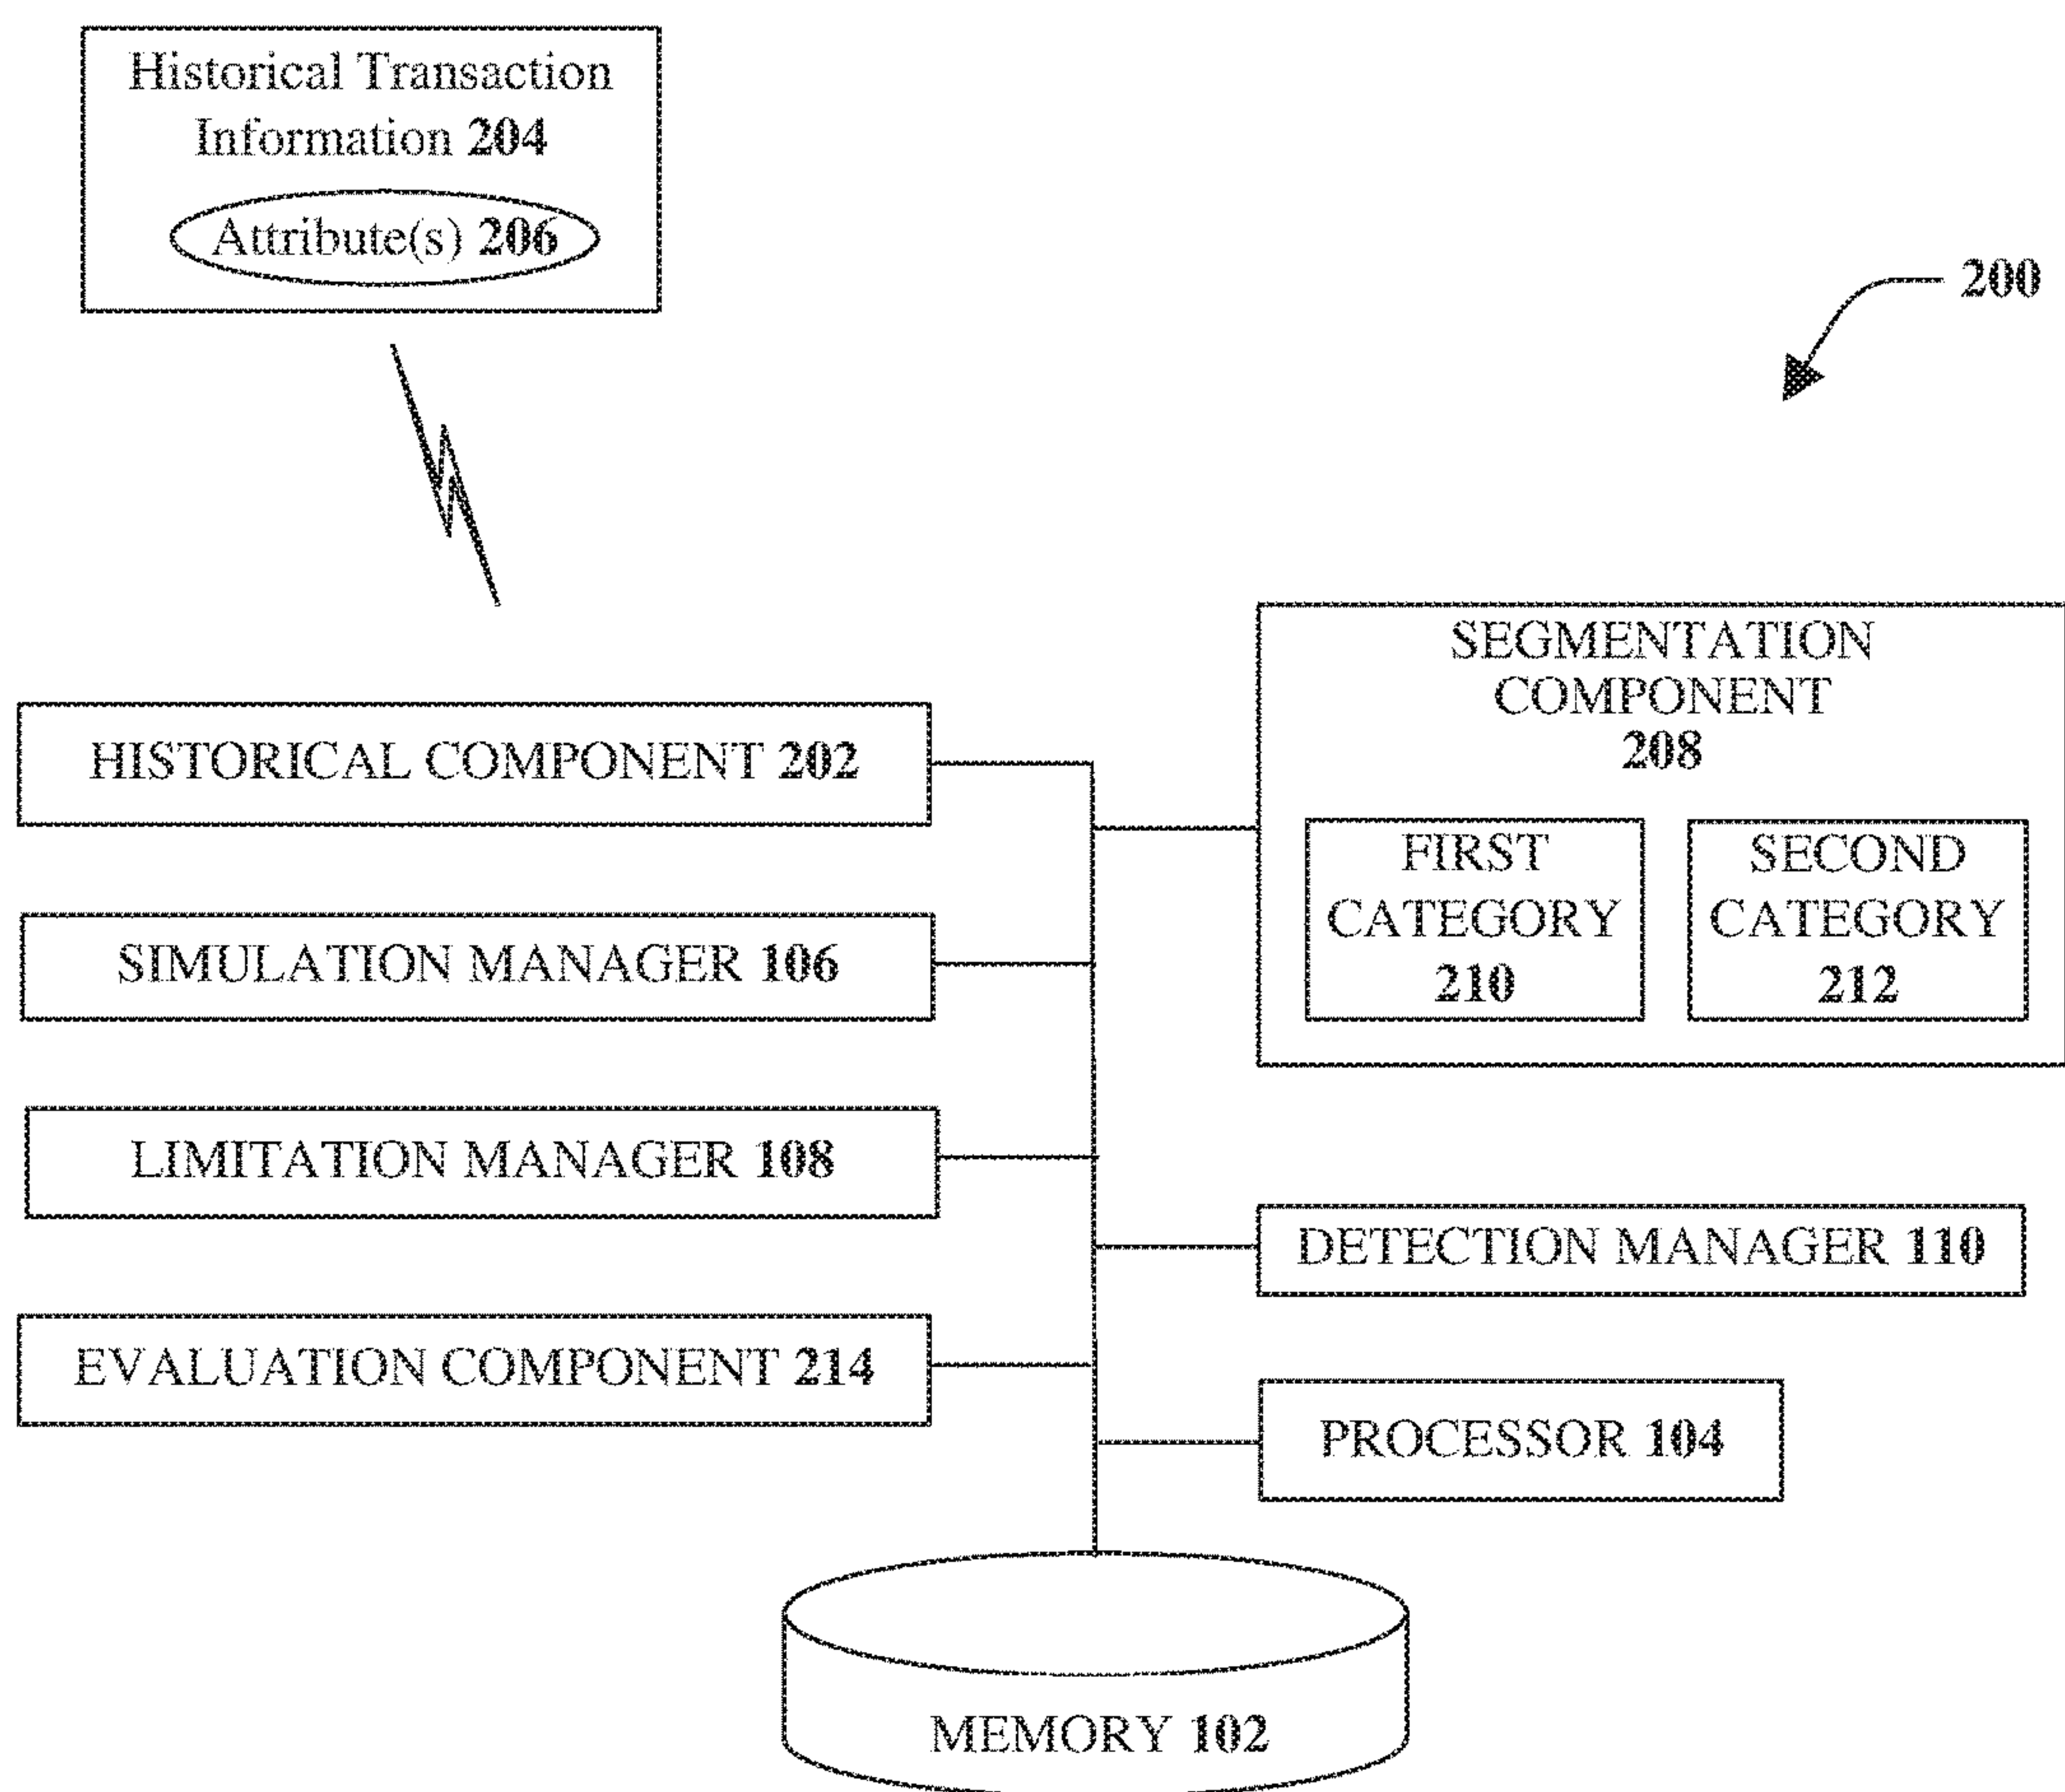 Historical Transaction
Information 204
Attribute(s) 206
200
SEGMENTATION
COMPONENT
208
FIRST
CATEGORY
210
SECOND
CATEGORY
212
HISTORICAL COMPONENT 202
SIMULATION MANAGER 106
LIMITATION MANAGER 108
DETECTION MANAGER 110
EVALUATION COMPONENT 214
PROCESSOR 104
MEMORY 102